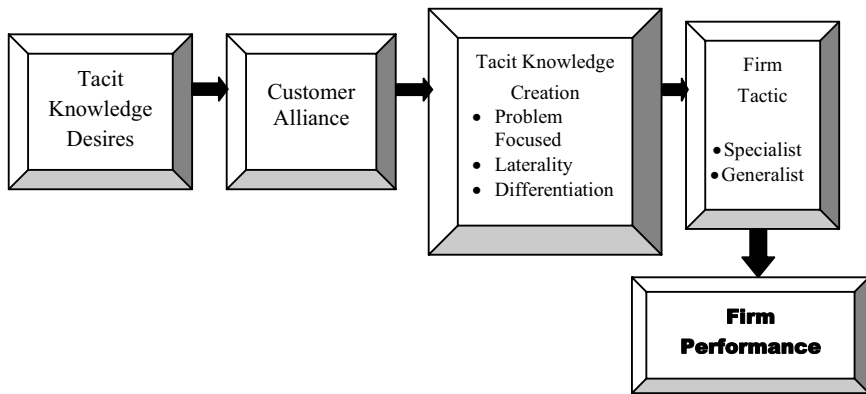 Tacit
Knowledge
Desires
Customer
Alliance
Tacit Knowledge
Creation
• Problem
Focused
• Laterality
• Differentiation
Firm
Tactic
•Specialist
•Generalist
Firm
Performance